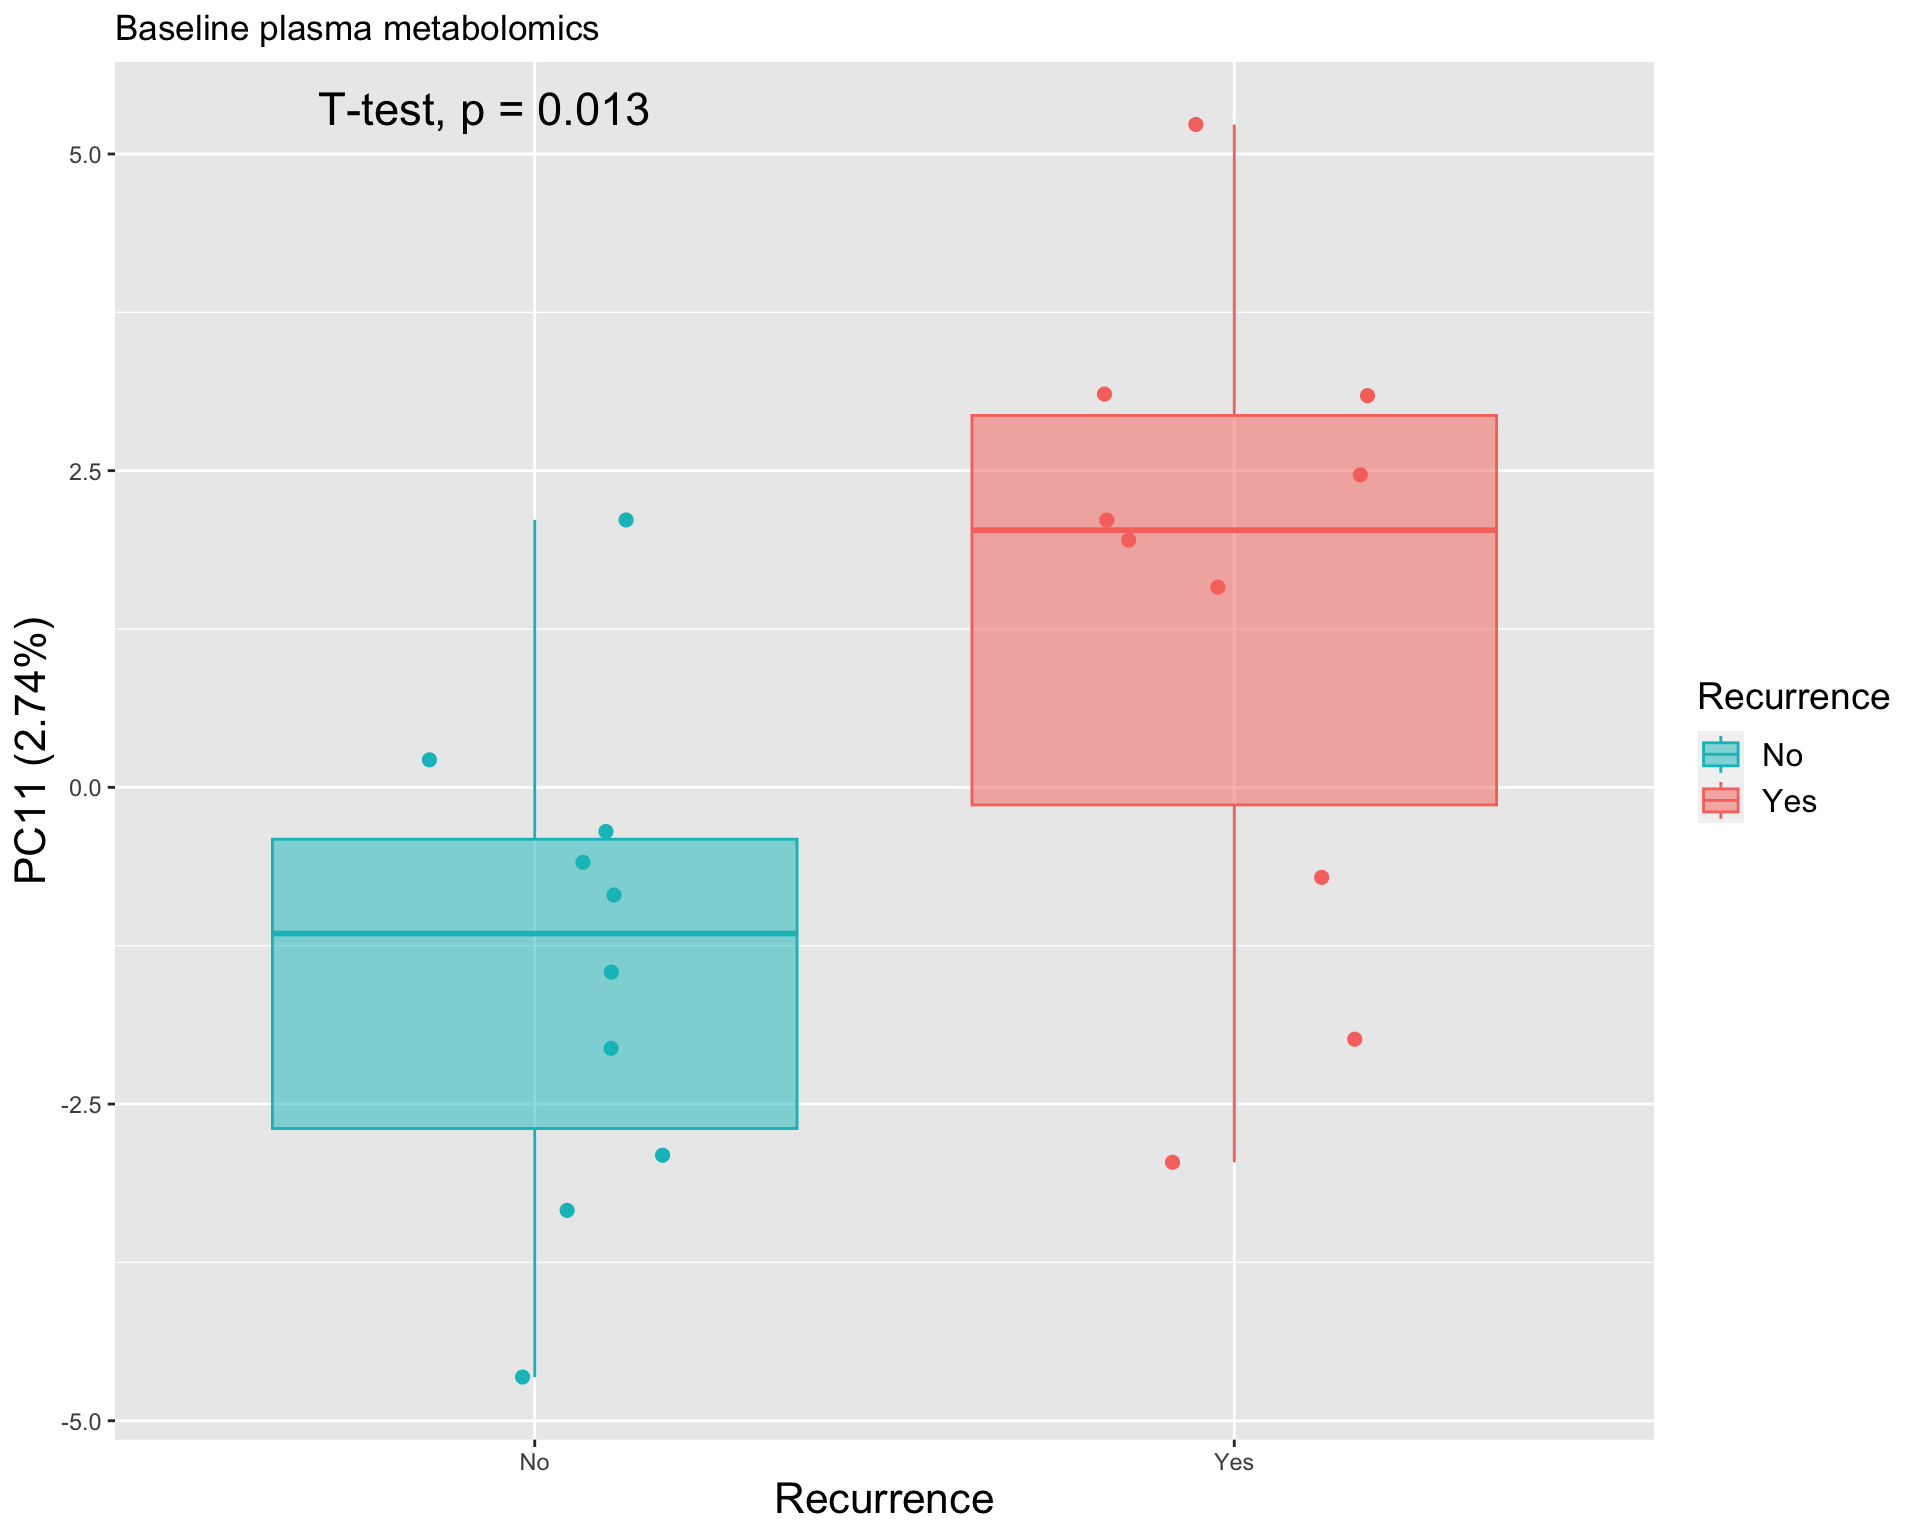 Baseline plasma metabolomics
T-test, p = 0.013
5.0
2.5
0.0
-2.5
-5.0
PC11 (2.74%)
No
Yes
Recurrence
Recurrence
No
Yes